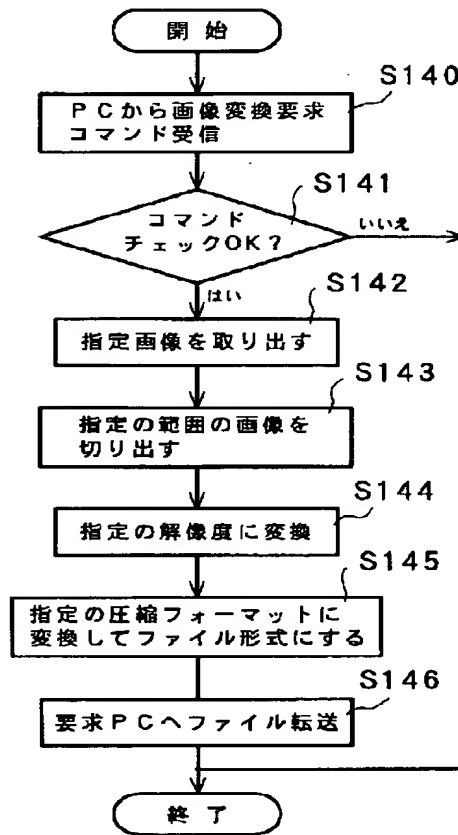 開始
S140
PCから画像変換要求
コマンド受信
S141
コマンド
チェックOK？
いいえ
はい
S142
指定画像を取り出す
S143
指定の範囲の画像を
切り出す
S144
指定の解像度に変換
S145
指定の圧縮フォーマットに
変換してファイル形式にする
S146
要求PCへファイル転送
終了